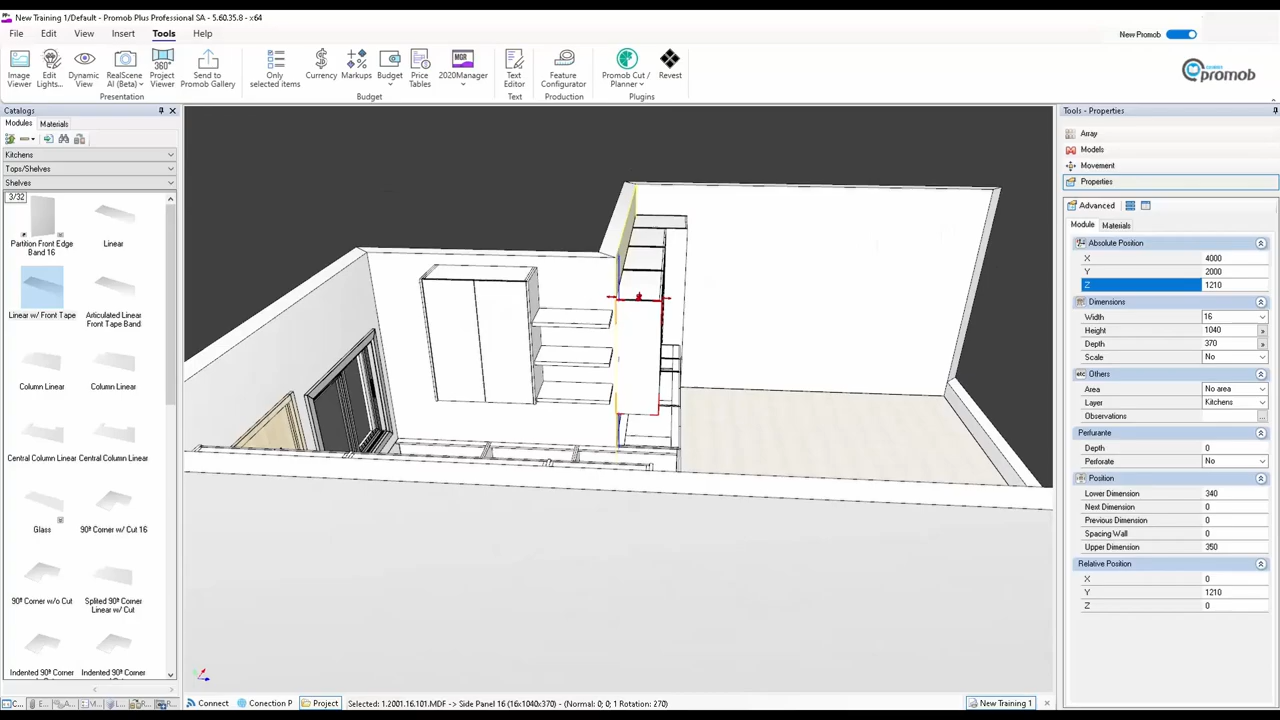 New Training 1/Default - Promob Plus Professional SA - 5.60.35.8 - x64
File Edit View Insert Tools Help
New Promob
Image Viewer
Edit Lights...
Dynamic View
RealScene AI (Beta)
Project Viewer
Send to Promob Gallery
Presentation
Only selected items
Currency
Markups
Budget
Price Tables
2020Manager
Budget
Text Editor
Text
Feature Configurator
Production
Promob Cut / Planner
Revest
Plugins
promob
Catalogs
Modules Materials
Kitchens
Tops/Shelves
Shelves
3/32
Partition Front Edge Band 16
Linear
Linear w/ Front Tape
Articulated Linear Front Tape Band
Column Linear
Column Linear
Central Column Linear
Central Column Linear
Glass
90º Corner w/ Cut 16
90º Corner w/o Cut
Splited 90º Corner Linear w/ Cut
Indented 90º Corner
Indented 90º Corner
Connect
Conection P
Project
Selected: 1.2001.16.101.MDF -> Side Panel 16 (16x1040x370) - (Normal: 0; 0; 1 Rotation: 270)
New Training 1
Tools - Properties
Array
Models
Movement
Properties
Advanced
Module Materials
Absolute Position
X 4000
Y 2000
Z 1210
Dimensions
Width 16
Height 1040
Depth 370
Scale No
Others
Area No area
Layer Kitchens
Observations
Perfurante
Depth 0
Perforate No
Position
Lower Dimension 340
Next Dimension 0
Previous Dimension 0
Spacing Wall 0
Upper Dimension 350
Relative Position
X 0
Y 1210
Z 0